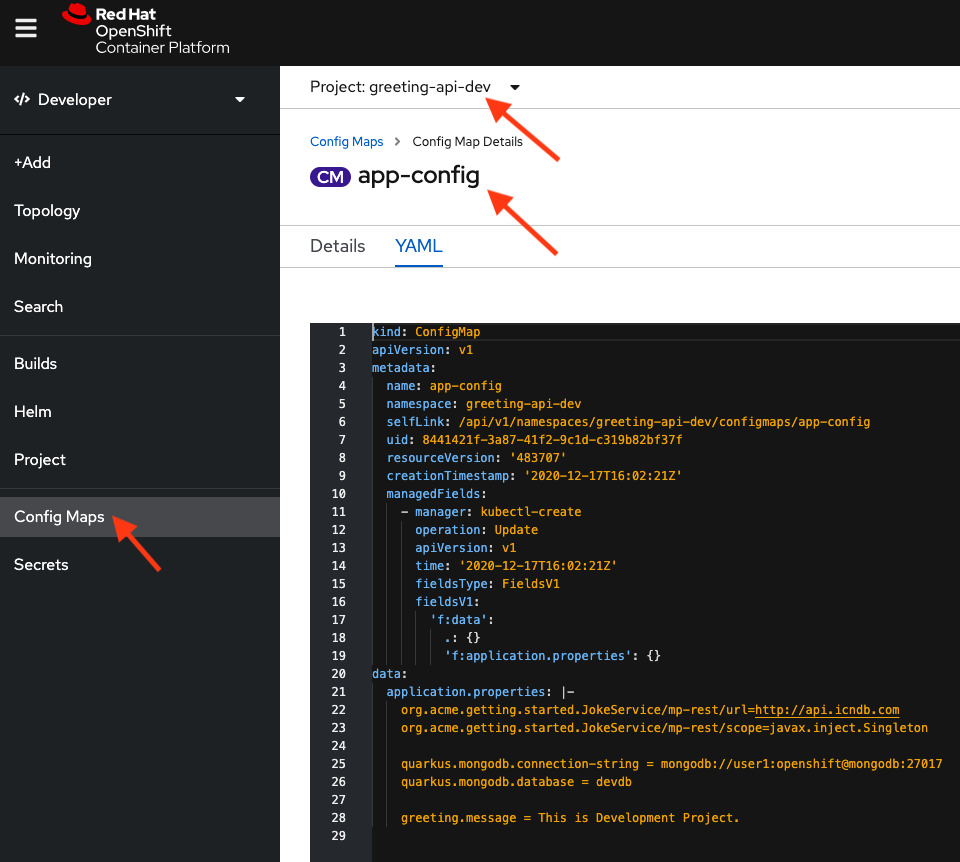 Red Hat
OpenShift
Container Platform
Developer
+Add
Topology
Monitoring
Search
Builds
Helm
Project
Config Maps
Secrets
Project: greeting-api-dev
Config Maps > Config Map Details
CM app-config
Details YAML
1 kind: ConfigMap
2 apiVersion: v1
3 metadata:
4   name: app-config
5   namespace: greeting-api-dev
6   selfLink: /api/v1/namespaces/greeting-api-dev/configmaps/app-config
7   uid: 8441421f-3a87-41f2-9c1d-c319b82bf37f
8   resourceVersion: '483707'
9   creationTimestamp: '2020-12-17T16:02:21Z'
10   managedFields:
11     - manager: kubectl-create
12       operation: Update
13       apiVersion: v1
14       time: '2020-12-17T16:02:21Z'
15       fieldsType: FieldsV1
16       fieldsV1:
17         'f:data':
18           .: {}
19           'f:application.properties': {}
20 data:
21   application.properties: |-
22     org.acme.getting.started.JokeService/mp-rest/url=http://api.icndb.com
23     org.acme.getting.started.JokeService/mp-rest/scope=javax.inject.Singleton
24
25     quarkus.mongodb.connection-string = mongodb://user1:openshift@mongodb:27017
26     quarkus.mongodb.database = devdb
27
28     greeting.message = This is Development Project.
29